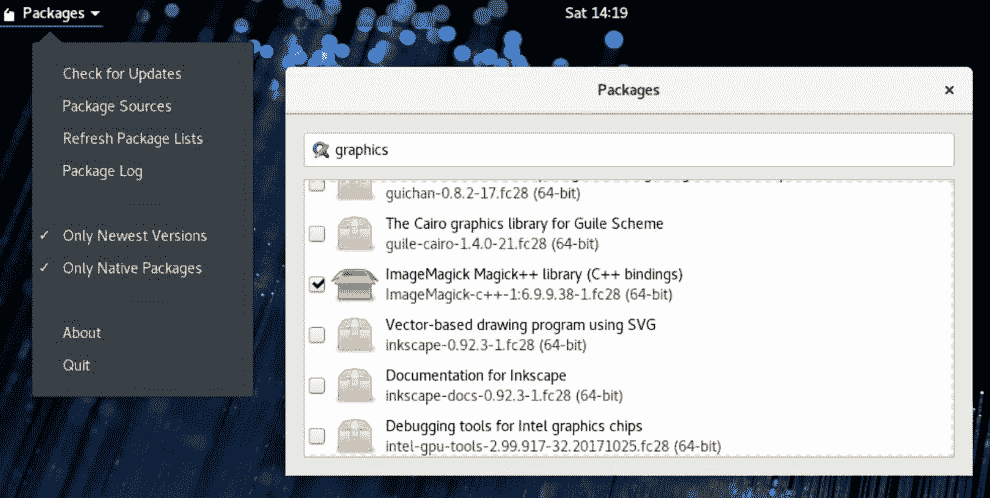 Packages
Sat 14:19
Check for Updates
Package Sources
Refresh Package Lists
Package Log
✓ Only Newest Versions
✓ Only Native Packages
About
Quit
Packages
graphics
guichan-0.8.2-17.fc28 (64-bit)
The Cairo graphics library for Guile Scheme
guile-cairo-1.4.0-21.fc28 (64-bit)
ImageMagick Magick++ library (C++ bindings)
ImageMagick-c++-1:6.9.9.38-1.fc28 (64-bit)
Vector-based drawing program using SVG
inkscape-0.92.3-1.fc28 (64-bit)
Documentation for Inkscape
inkscape-docs-0.92.3-1.fc28 (64-bit)
Debugging tools for Intel graphics chips
intel-gpu-tools-2.99.917-32.20171025.fc28 (64-bit)